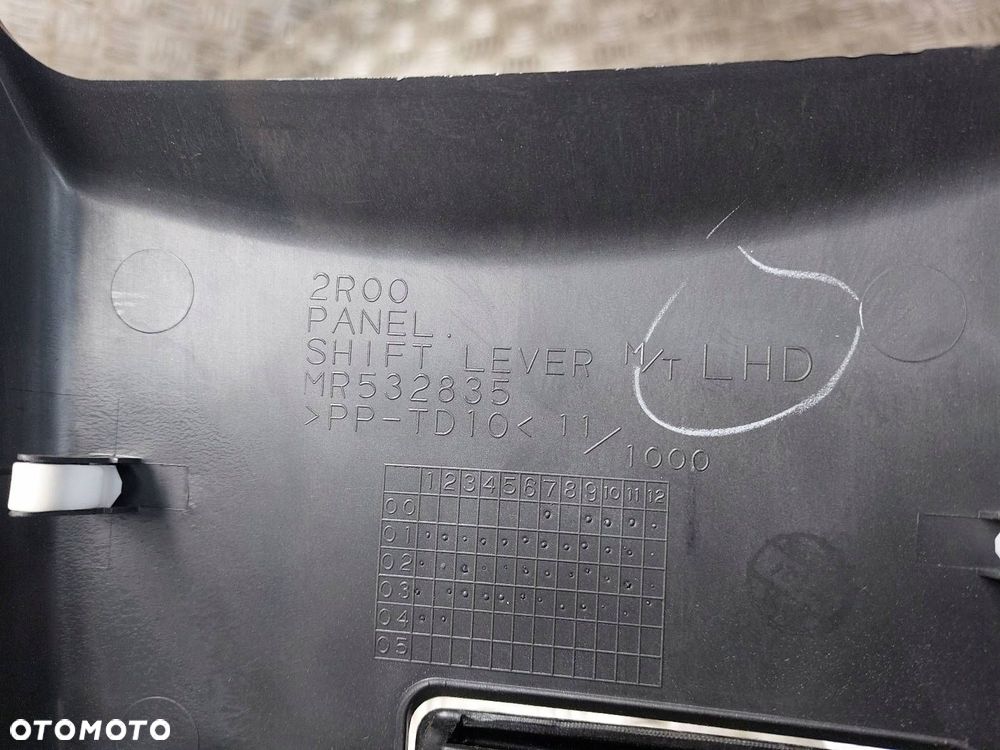 2R00
PANEL.
SHIFT LEVER M/T LHD
MR532835
>PP-TD10< 11/1000
1 2 3 4 5 6 7 8 9 10 11 12
00
01
02
03
04
05
OTOMOTO